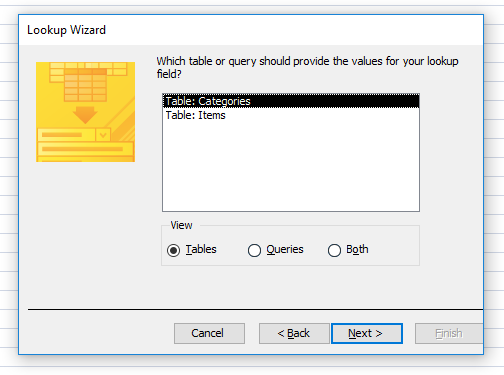 Lookup Wizard
Which table or query should provide the values for your lookup
field?
Table: Categories
Table: Items
View
Tables
Queries
Both
Cancel
< Back
Next >
Finish